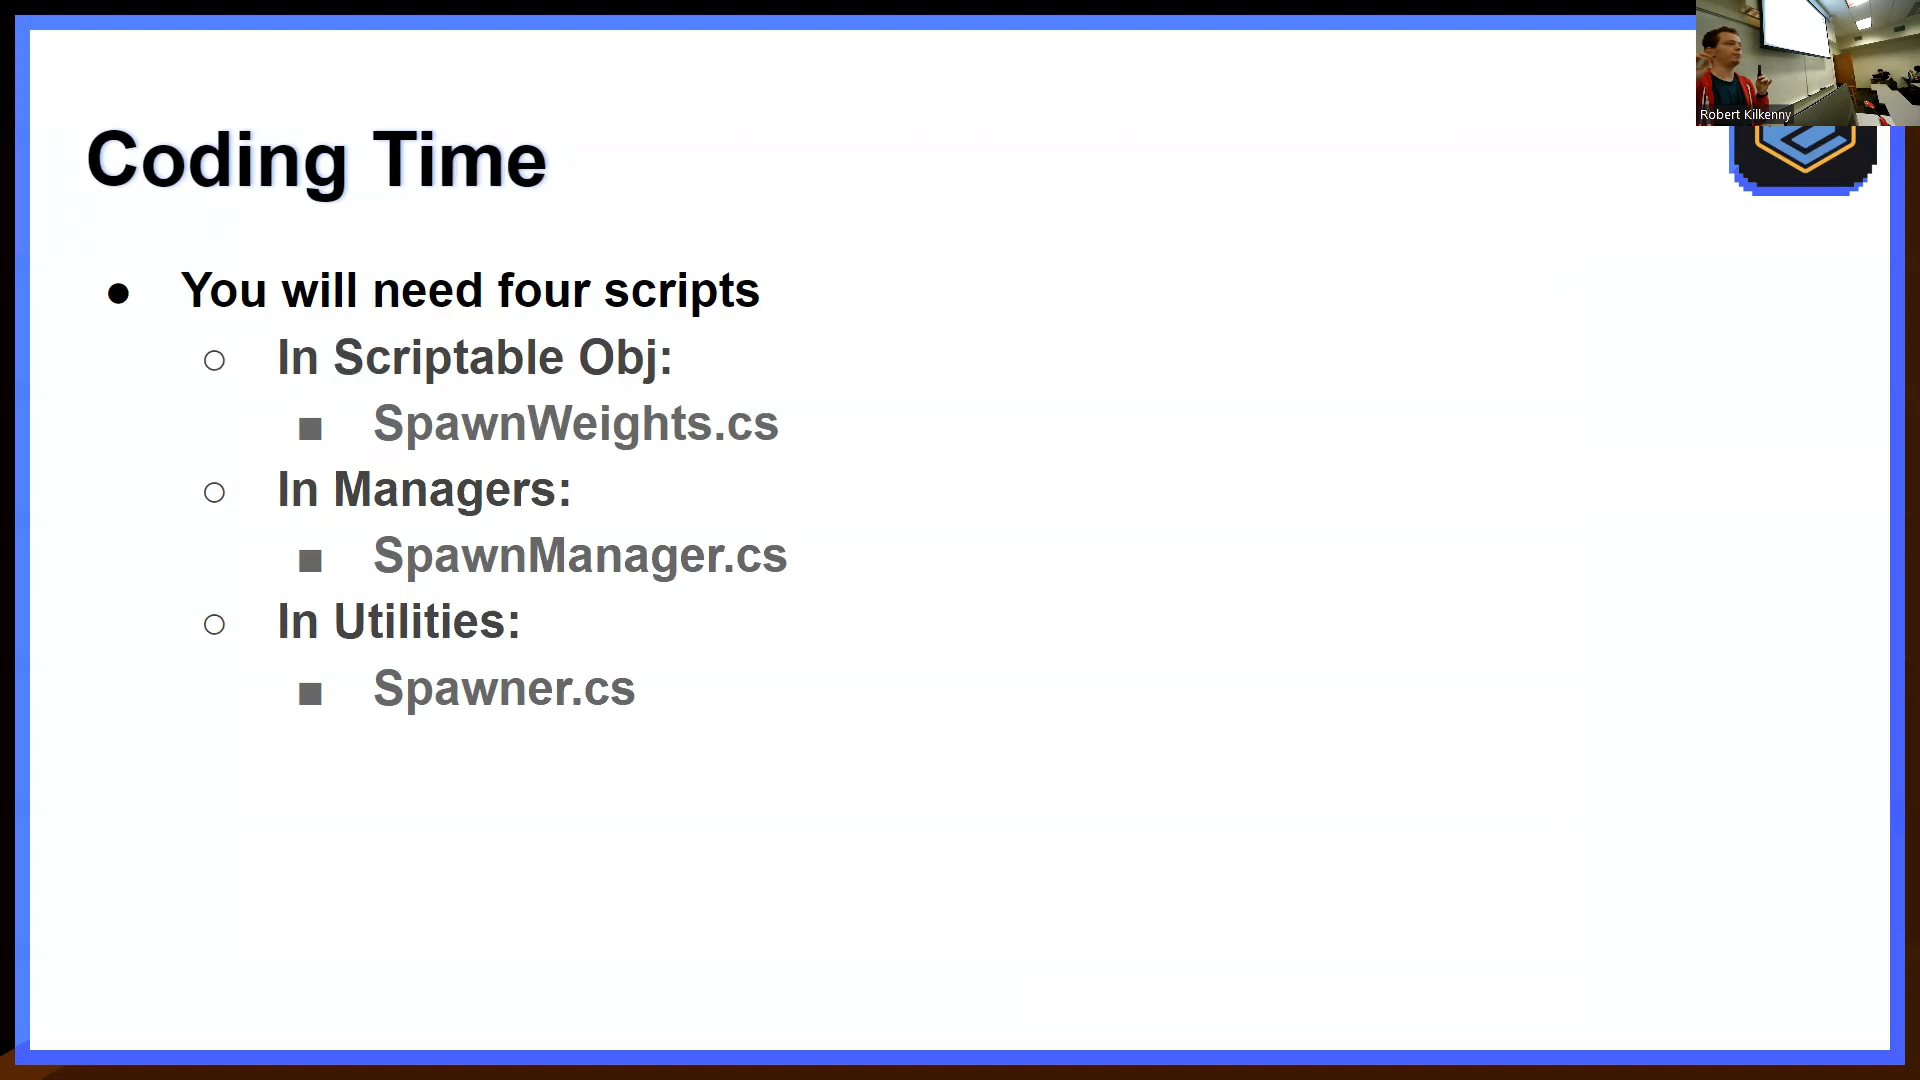 Robert Kilkenny
Coding Time
● You will need four scripts
○ In Scriptable Obj:
■ SpawnWeights.cs
○ In Managers:
■ SpawnManager.cs
○ In Utilities:
■ Spawner.cs